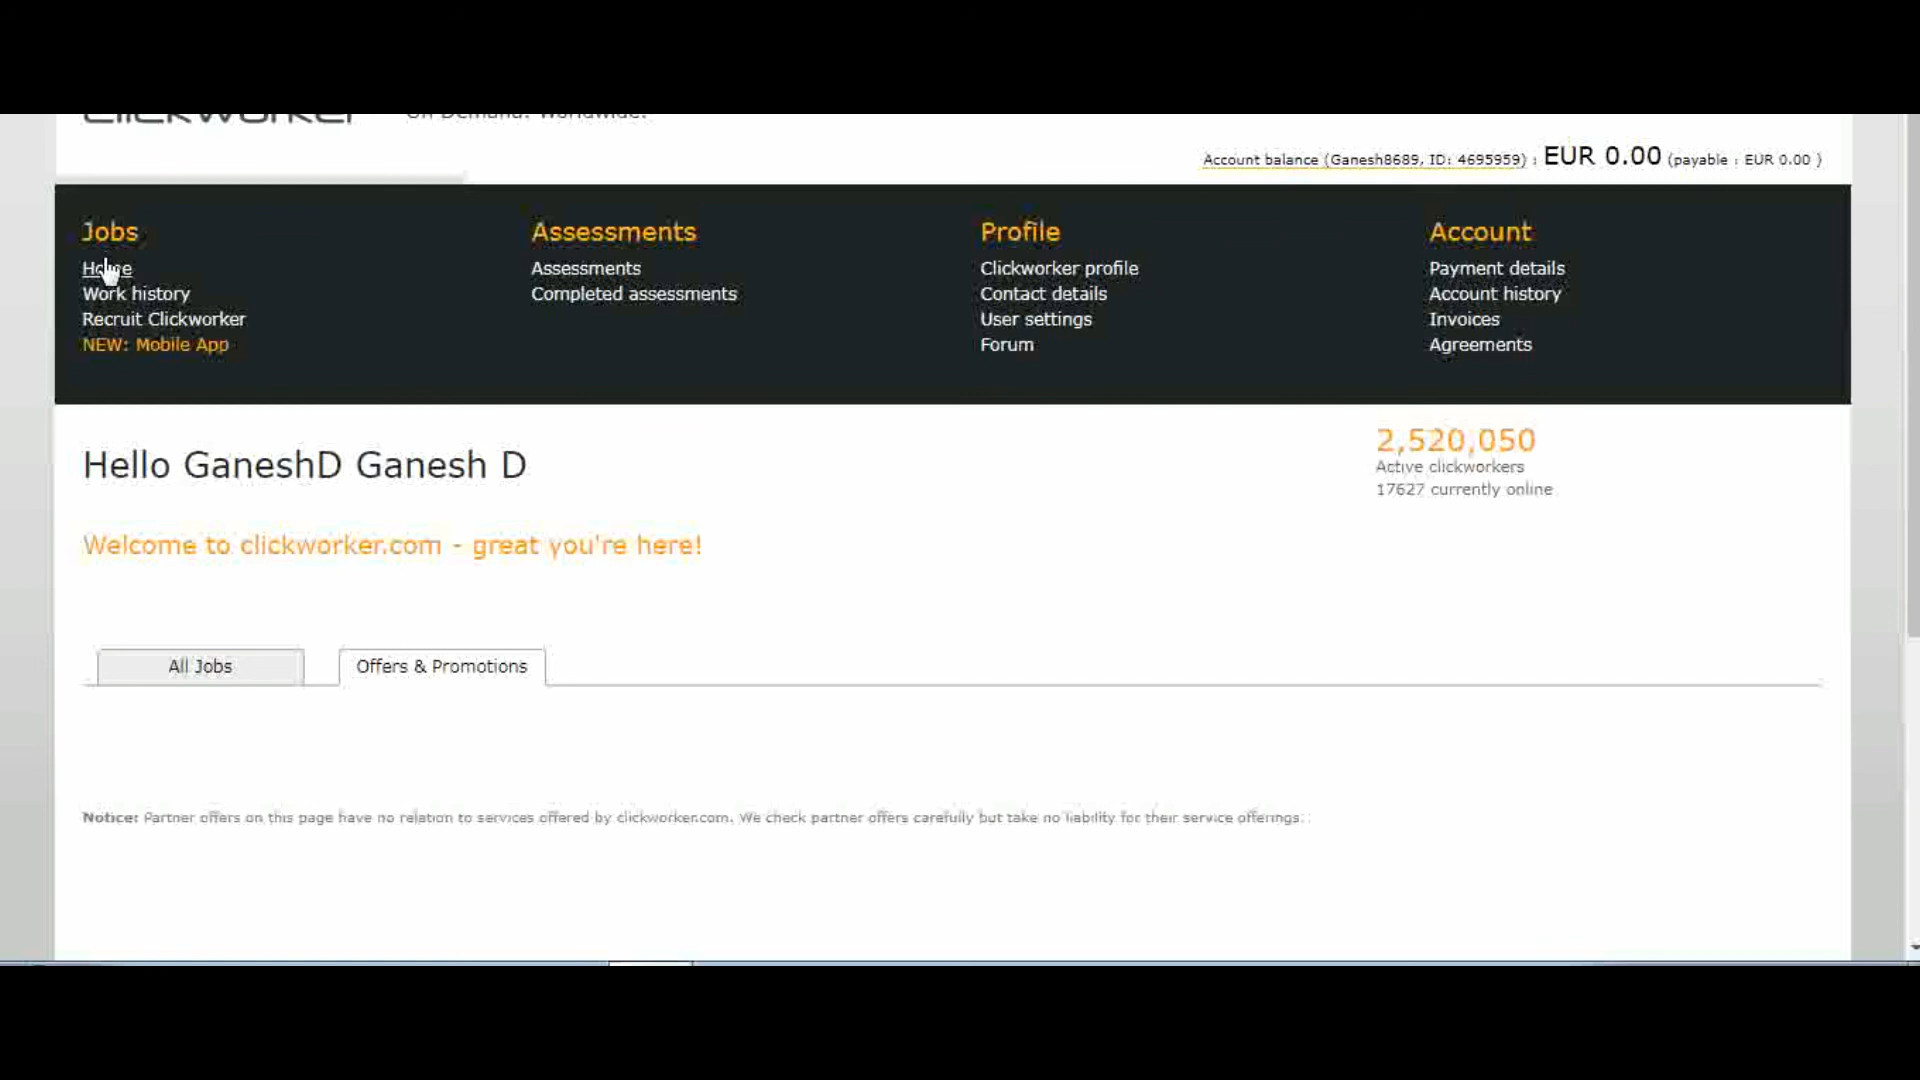 clickworker On Demand. Worldwide.
Account balance (Ganesh8689, ID: 4695959) : EUR 0.00 (payable : EUR 0.00 )
Jobs Assessments Profile Account
Home Assessments Clickworker profile Payment details
Work history Completed assessments Contact details Account history
Recruit Clickworker User settings Invoices
NEW: Mobile App Forum Agreements
2,520,050
Hello GaneshD Ganesh D
Active clickworkers
17627 currently online
Welcome to clickworker.com - great you're here!
All Jobs Offers & Promotions
Notice: Partner offers on this page have no relation to services offered by clickworker.com. We check partner offers carefully but take no liability for their service offerings.